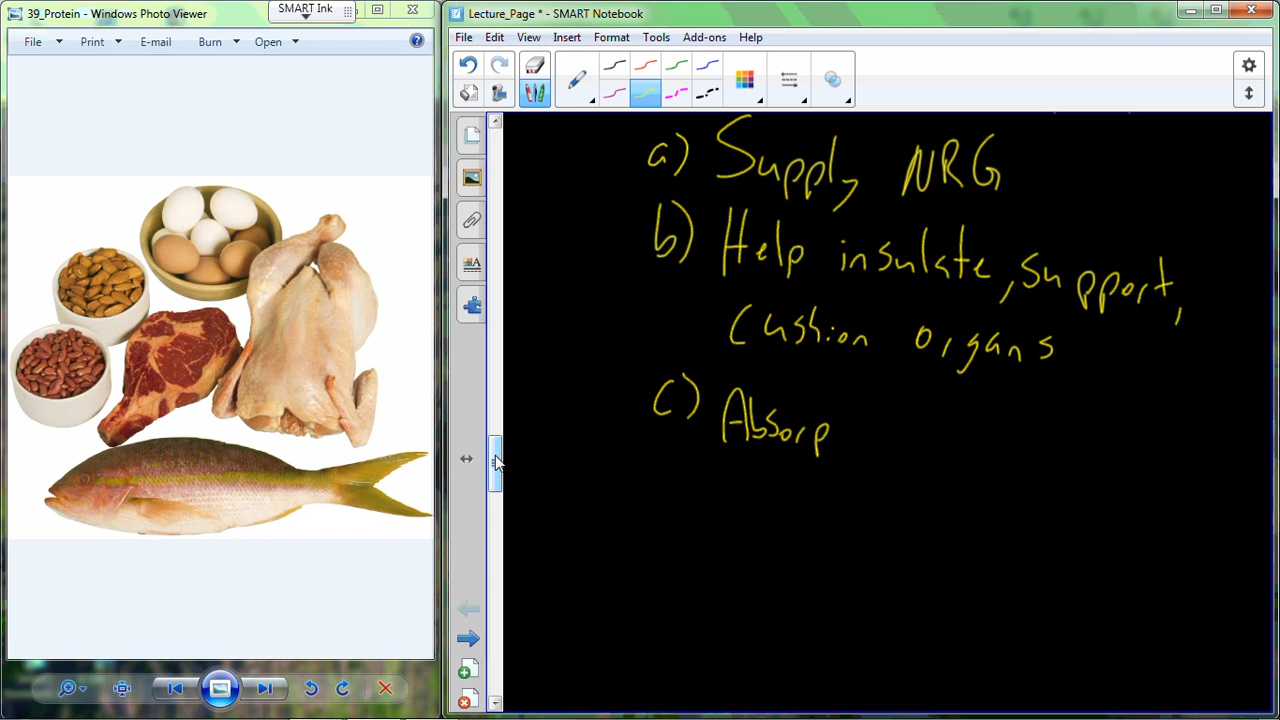 39_Protein - Windows Photo Viewer
SMART Ink
File Print E-mail Burn Open
Lecture_Page * - SMART Notebook
File Edit View Insert Format Tools Add-ons Help
a) Supply NRG
b) Help insulate, support,
cushion organs
c) Absorp